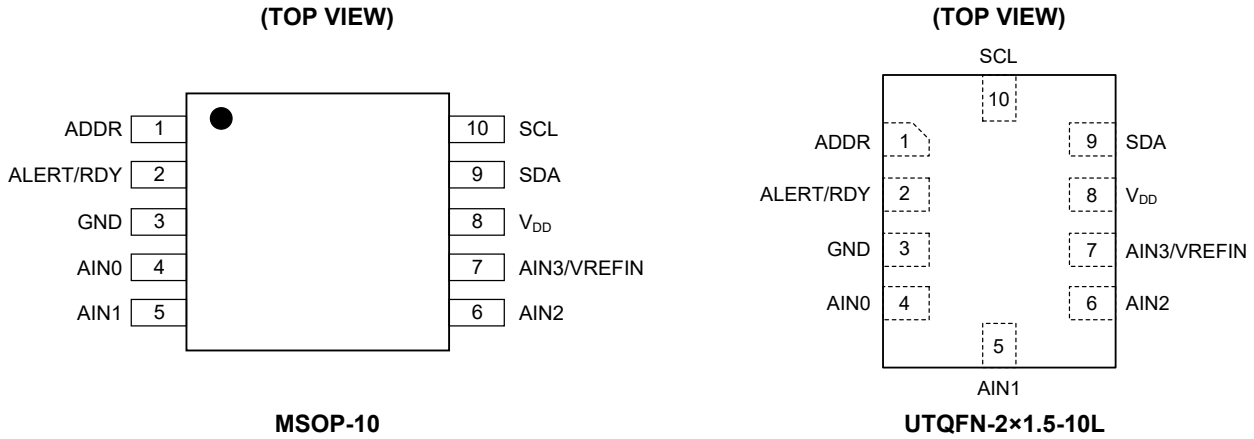 (TOP VIEW)
ADDR 1
ALERT/RDY 2
GND 3
AIN0 4
AIN1 5
10 SCL
9 SDA
8 VDD
7 AIN3/VREFIN
6 AIN2
MSOP-10
(TOP VIEW)
SCL
10
ADDR 1
ALERT/RDY 2
GND 3
AIN0 4
9 SDA
8 VDD
7 AIN3/VREFIN
6 AIN2
5
AIN1
UTQFN-2×1.5-10L